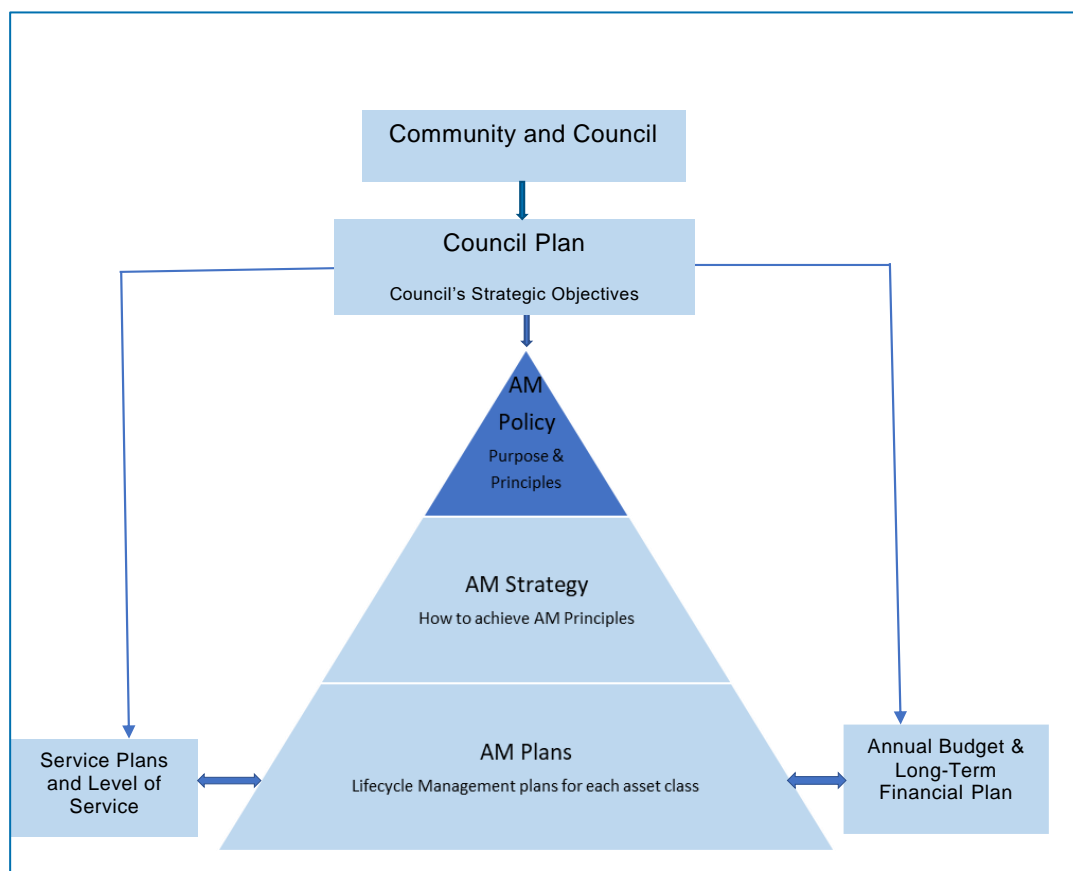 Community and Council
Council Plan
Council’s Strategic Objectives
AM
Policy
Purpose &
Principles
AM Strategy
How to achieve AM Principles
AM Plans
Lifecycle Management plans for each asset class
Service Plans
and Level of
Service
Annual Budget &
Long-Term
Financial Plan